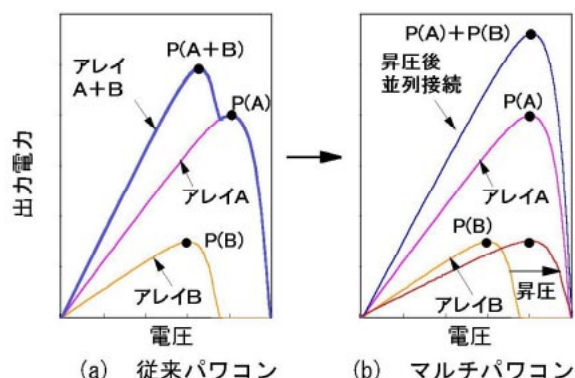 出力電力
P(A+B)
アレイ
A+B
P(A)
アレイA
P(B)
アレイB
電圧
(a) 従来パワコン
P(A)+P(B)
昇圧後
並列接続
P(A)
アレイA
P(B)
アレイB
昇圧
電圧
(b) マルチパワコン